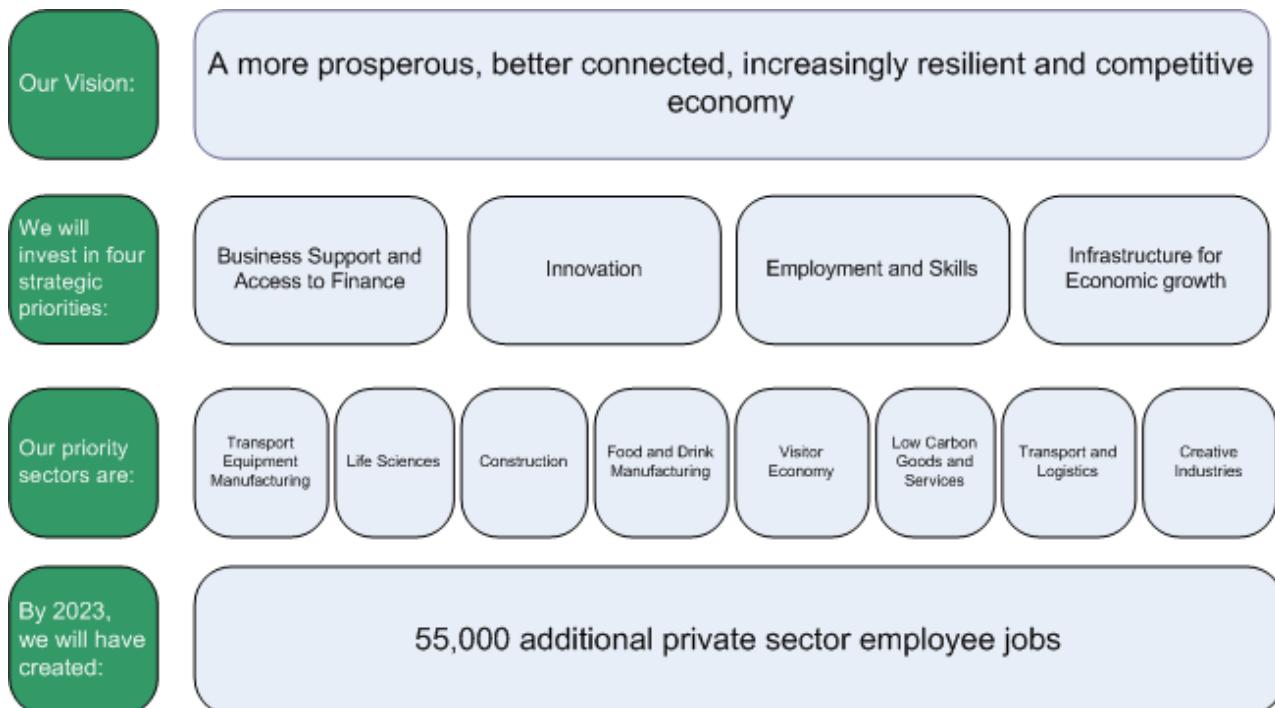 Our Vision:
A more prosperous, better connected, increasingly resilient and competitive
economy
We will
invest in four
strategic
priorities:
Business Support and
Access to Finance
Innovation
Employment and Skills
Infrastructure for
Economic growth
Our priority
sectors are:
Transport
Equipment
Manufacturing
Life Sciences
Construction
Food and Drink
Manufacturing
Visitor
Economy
Low Carbon
Goods and
Services
Transport and
Logistics
Creative
Industries
By 2023,
we will have
created:
55,000 additional private sector employee jobs